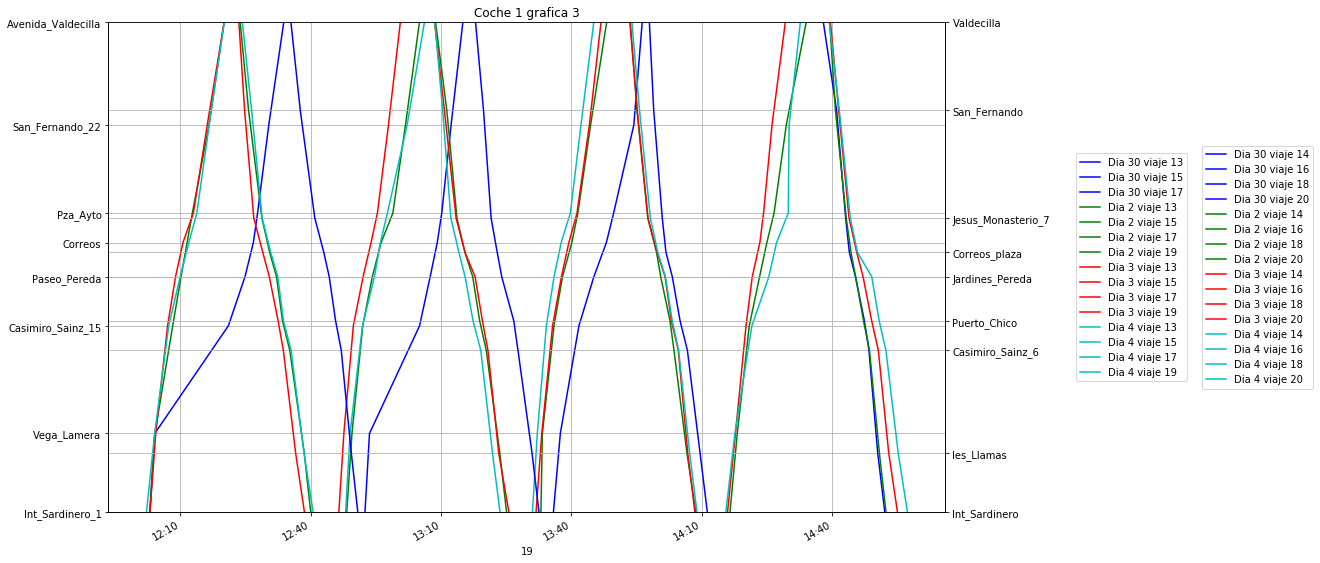 Coche 1 grafica 3
Avenida_Valdecilla
San_Fernando_22
Pza_Ayto
Correos
Paseo_Pereda
Casimiro_Sainz_15
Vega_Lamera
Int_Sardinero_1
Valdecilla
San_Fernando
Jesus_Monasterio_7
Correos_plaza
Jardines_Pereda
Puerto_Chico
Casimiro_Sainz_6
Ies_Llamas
Int_Sardinero
12:10
12:40
13:10
13:40
14:10
14:40
19
Dia 30 viaje 13
Dia 30 viaje 15
Dia 30 viaje 17
Dia 2 viaje 13
Dia 2 viaje 15
Dia 2 viaje 17
Dia 2 viaje 19
Dia 3 viaje 13
Dia 3 viaje 15
Dia 3 viaje 17
Dia 3 viaje 19
Dia 4 viaje 13
Dia 4 viaje 15
Dia 4 viaje 17
Dia 4 viaje 19
Dia 30 viaje 14
Dia 30 viaje 16
Dia 30 viaje 18
Dia 30 viaje 20
Dia 2 viaje 14
Dia 2 viaje 16
Dia 2 viaje 18
Dia 2 viaje 20
Dia 3 viaje 14
Dia 3 viaje 16
Dia 3 viaje 18
Dia 3 viaje 20
Dia 4 viaje 14
Dia 4 viaje 16
Dia 4 viaje 18
Dia 4 viaje 20